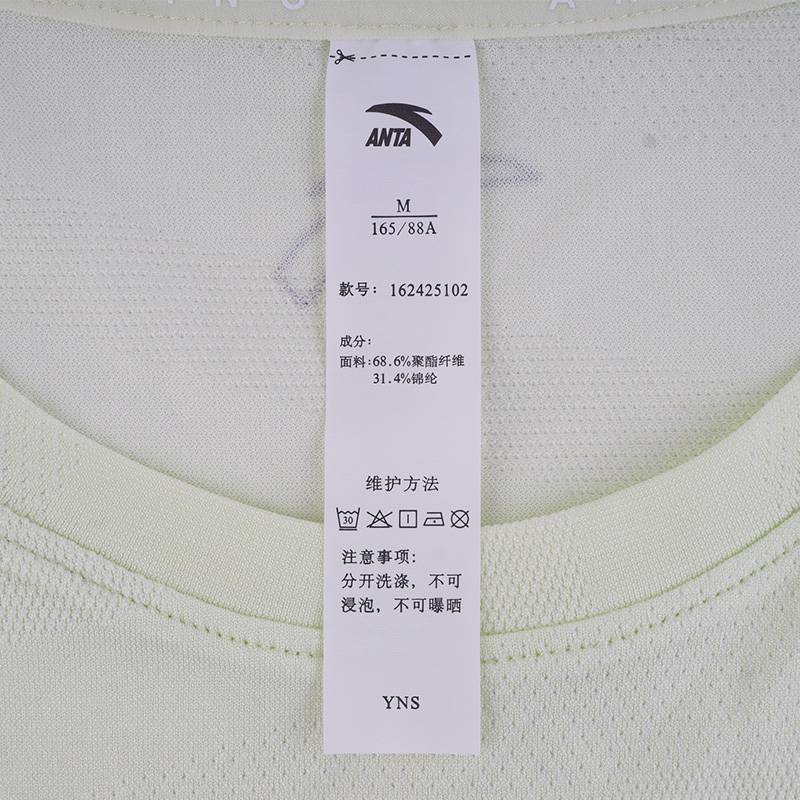 ANTA
M
165/88A
款号: 162425102
成分:
面料:68.6%聚酯纤维
31.4%锦纶
维护方法
30
注意事项:
分开洗涤, 不可
浸泡, 不可曝晒
YNS